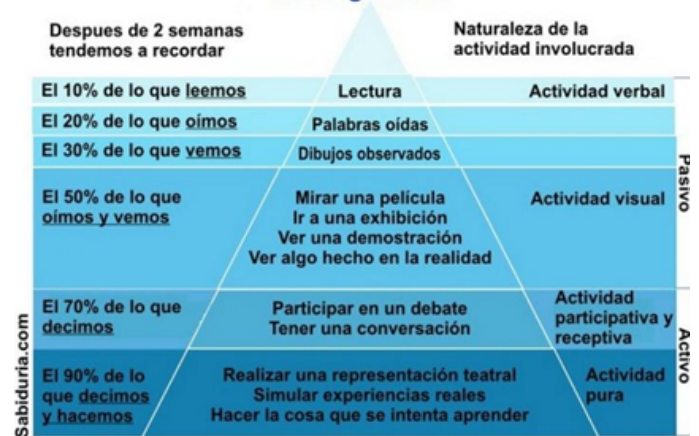 Despues de 2 semanas
tendemos a recordar
Naturaleza de la
actividad involucrada
El 10% de lo que leemos
Lectura
Actividad verbal
El 20% de lo que oímos
Palabras oídas
El 30% de lo que vemos
Dibujos observados
El 50% de lo que
oímos y vemos
Mirar una película
Ir a una exhibición
Ver una demostración
Ver algo hecho en la realidad
Actividad visual
Pasivo
El 70% de lo que
decimos
Participar en un debate
Tener una conversación
Actividad
participativa y
receptiva
El 90% de lo
que decimos
y hacemos
Realizar una representación teatral
Simular experiencias reales
Hacer la cosa que se intenta aprender
Actividad
pura
Activo
Sabiduria.com